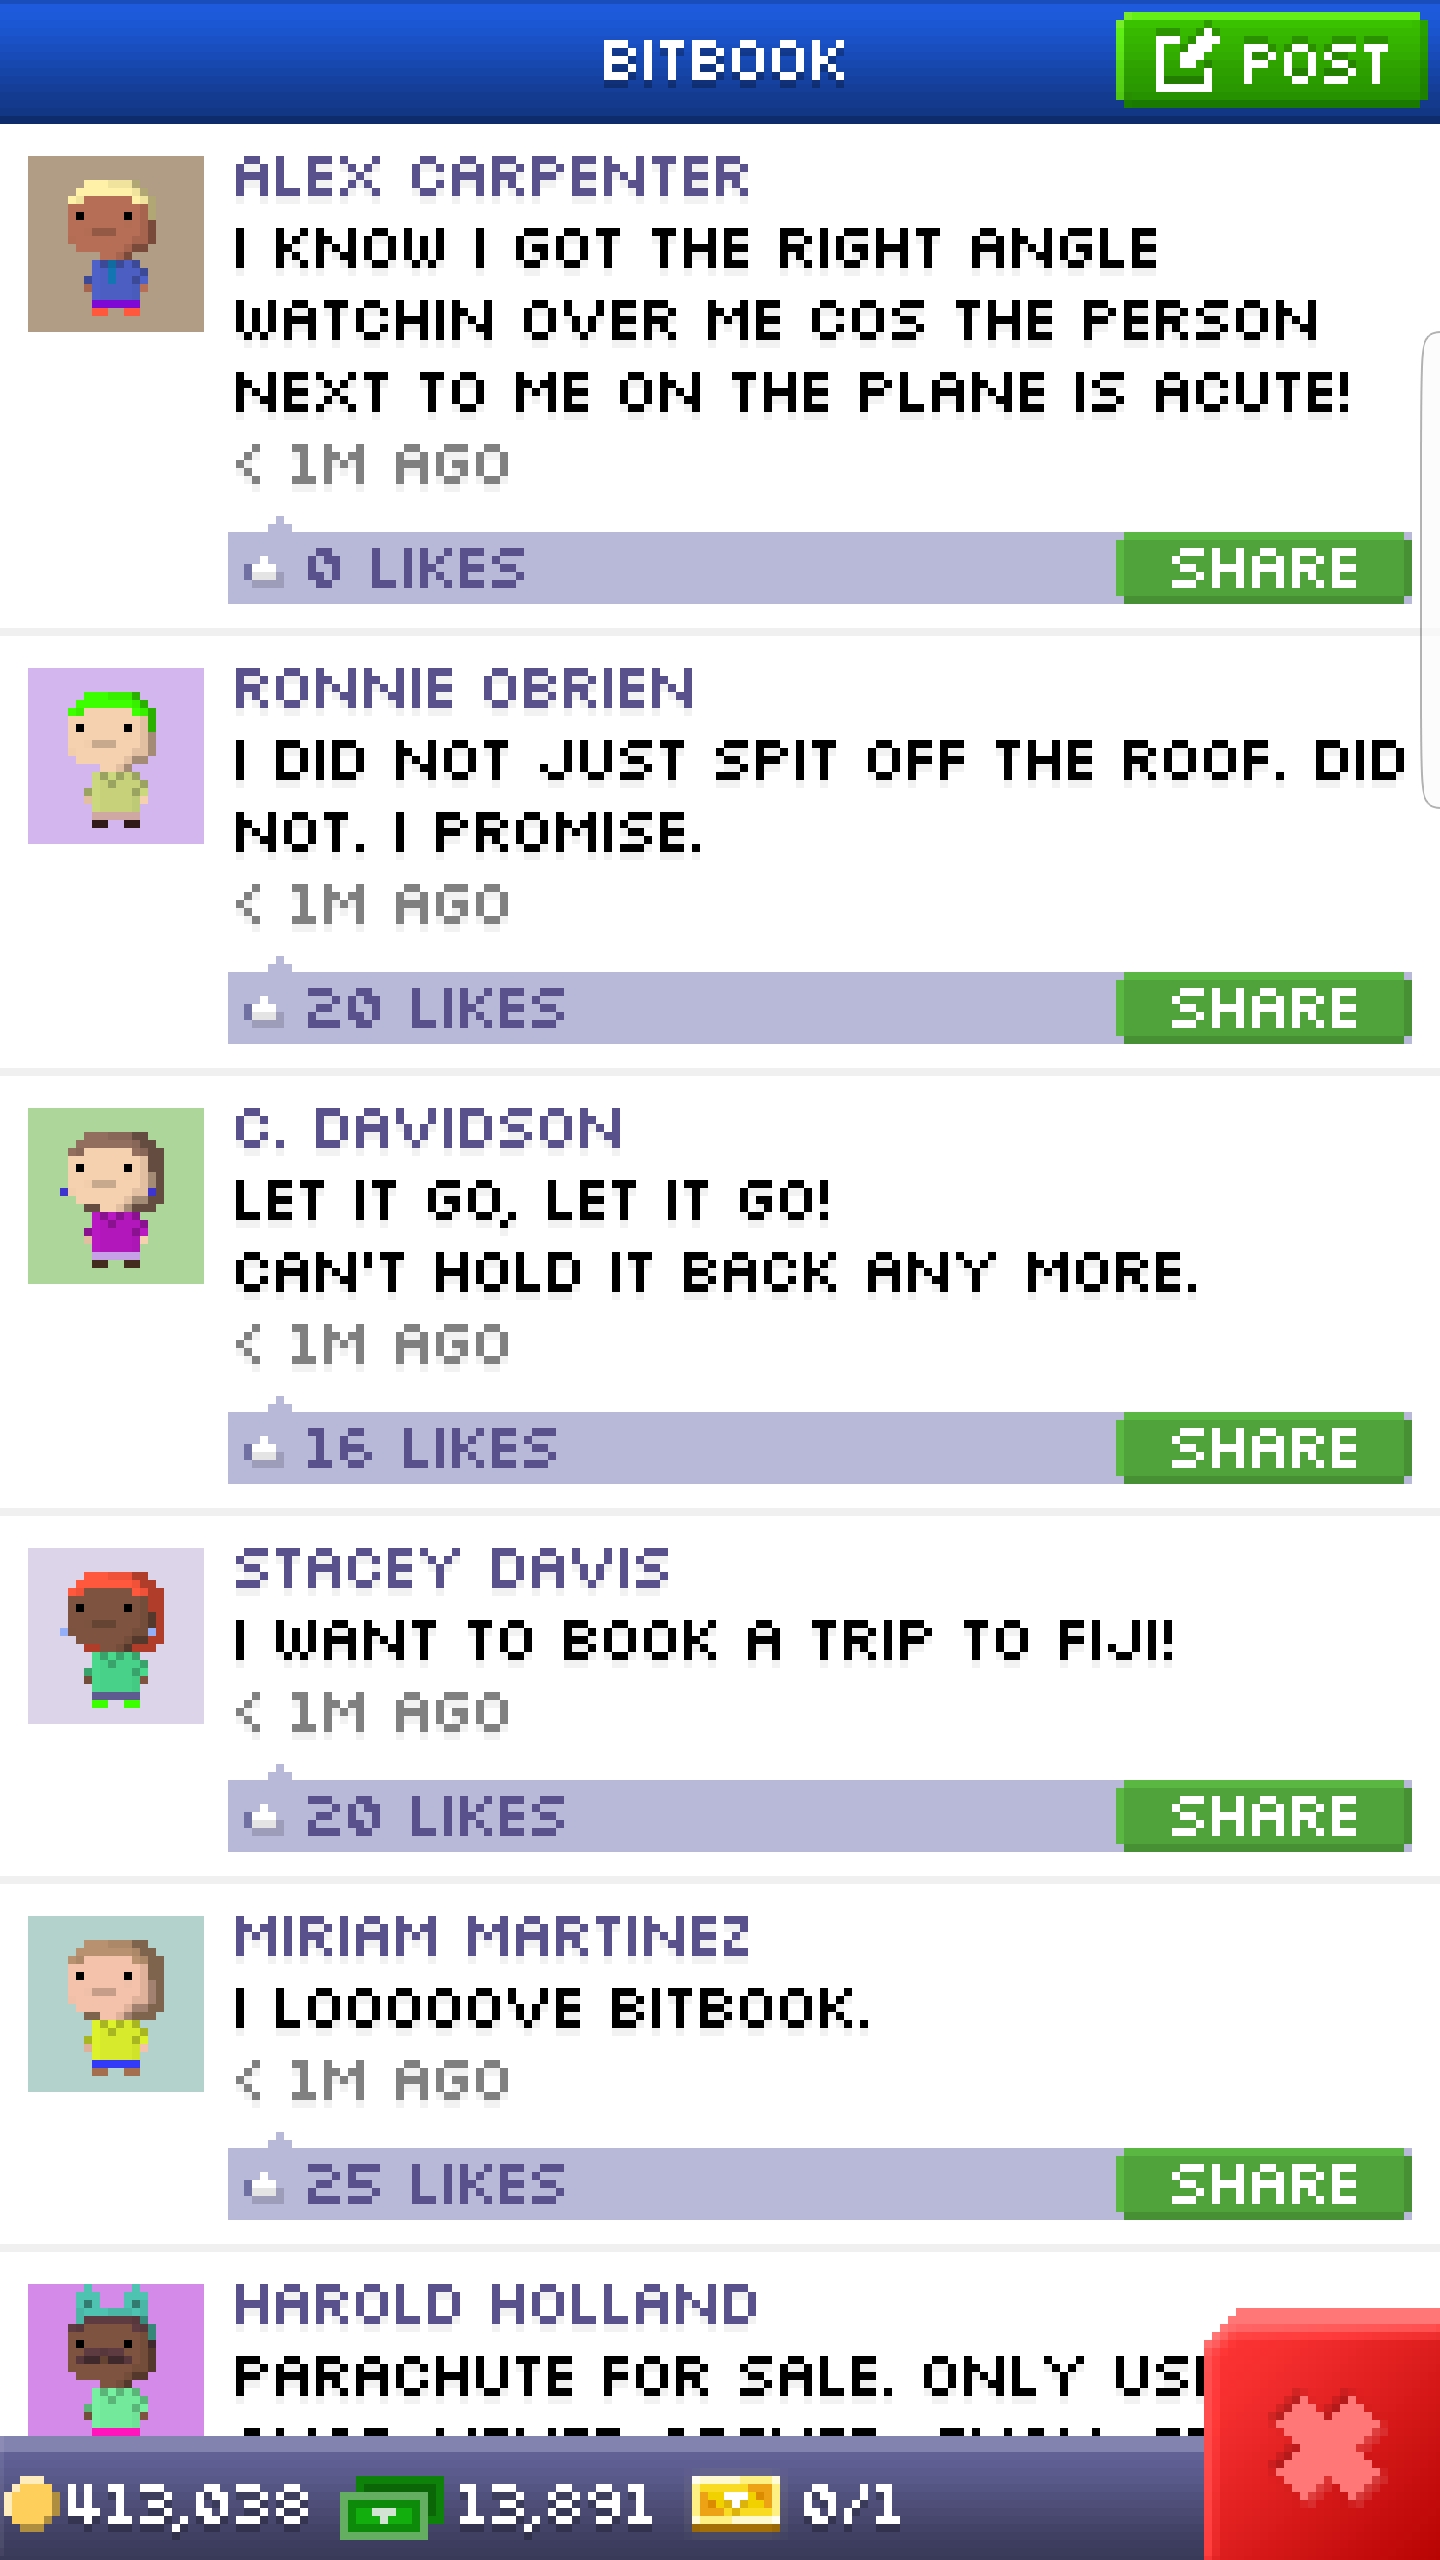 BITBOOK
POST
ALEX CARPENTER
I KNOW I GOT THE RIGHT ANGLE
WATCHIN OVER ME COS THE PERSON
NEXT TO ME ON THE PLANE IS ACUTE!
< 1M AGO
0 LIKES
SHARE
RONNIE OBRIEN
I DID NOT JUST SPIT OFF THE ROOF. DID
NOT. I PROMISE.
< 1M AGO
20 LIKES
SHARE
C. DAVIDSON
LET IT GO, LET IT GO!
CAN'T HOLD IT BACK ANY MORE.
< 1M AGO
16 LIKES
SHARE
STACEY DAVIS
I WANT TO BOOK A TRIP TO FIJI!
< 1M AGO
20 LIKES
SHARE
MIRIAM MARTINEZ
I LOOOOOVE BITBOOK.
< 1M AGO
25 LIKES
SHARE
HAROLD HOLLAND
PARACHUTE FOR SALE. ONLY
413,038
13,891
0/1